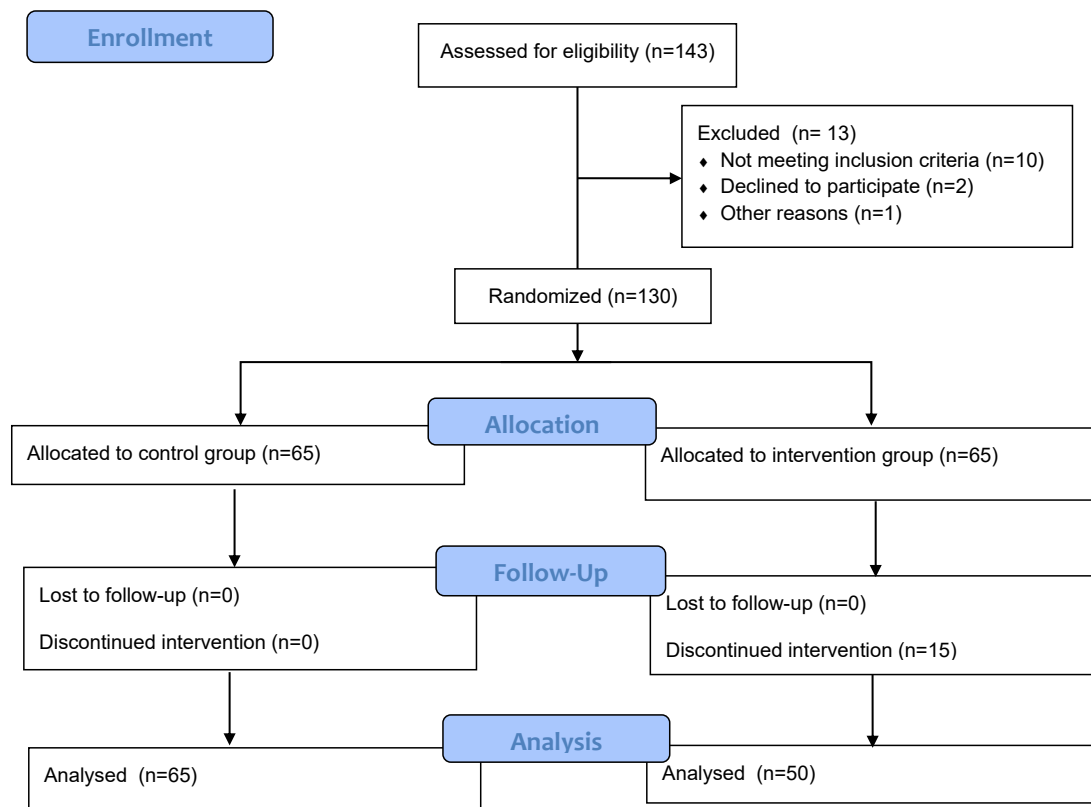 Enrollment
Assessed for eligibility (n=143)
Excluded (n= 13)
♦ Not meeting inclusion criteria (n=10)
♦ Declined to participate (n=2)
♦ Other reasons (n=1)
Randomized (n=130)
Allocation
Allocated to control group (n=65)
Allocated to intervention group (n=65)
Follow-Up
Lost to follow-up (n=0)
Discontinued intervention (n=0)
Lost to follow-up (n=0)
Discontinued intervention (n=15)
Analysis
Analysed (n=65)
Analysed (n=50)